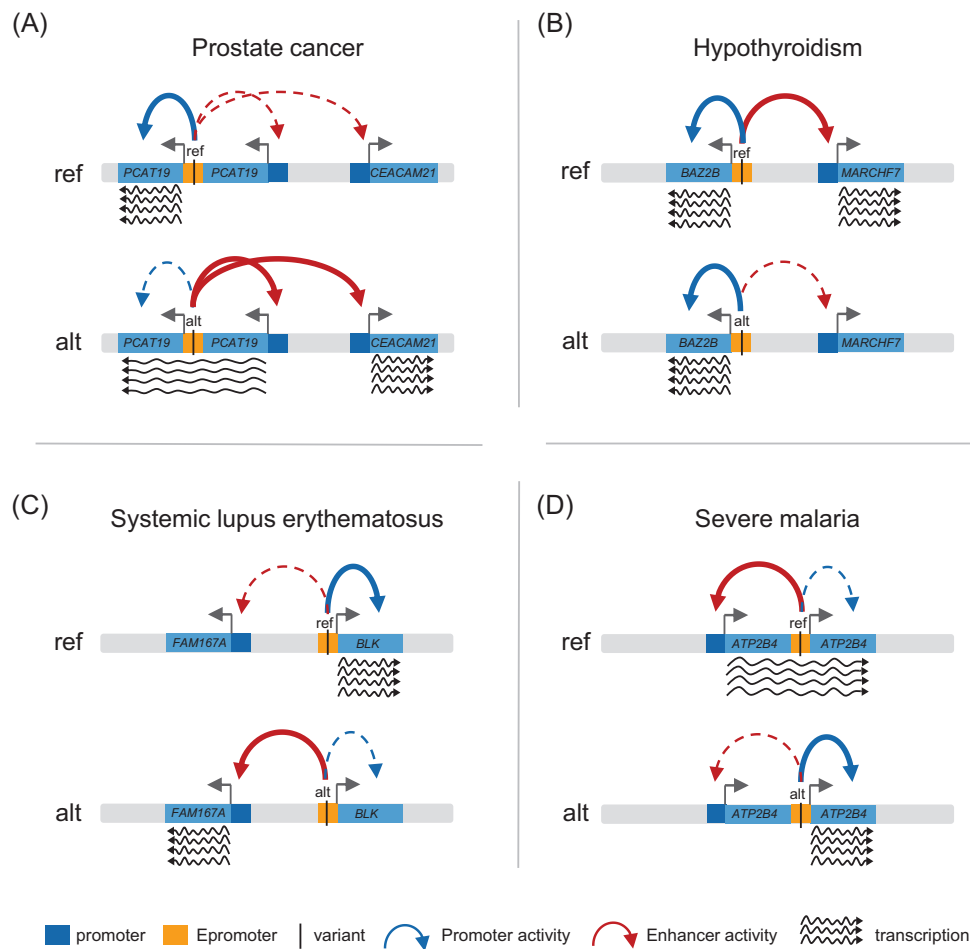 (A)
Prostate cancer
ref
ref
PCAT19
PCAT19
CEACAM21
alt
alt
PCAT19
PCAT19
CEACAM21
(B)
Hypothyroidism
ref
ref
BAZ2B
MARCHF7
alt
alt
BAZ2B
MARCHF7
(C)
Systemic lupus erythematosus
ref
ref
FAM167A
BLK
alt
alt
FAM167A
BLK
(D)
Severe malaria
ref
ref
ATP2B4
ATP2B4
alt
alt
ATP2B4
ATP2B4
promoter
Epromoter
variant
Promoter activity
Enhancer activity
transcription